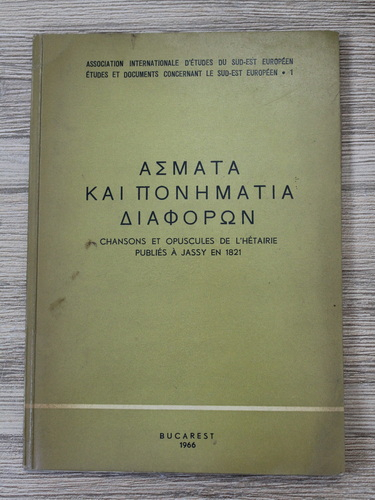 ASSOCIATION INTERNATIONALE D'ÉTUDES DU SUD-EST EUROPÉEN
ÉTUDES ET DOCUMENTS CONCERNANT LE SUD-EST EUROPÉEN • 1
ΑΣΜΑΤΑ
ΚΑΙ ΠΟΝΗΜΑΤΙΑ
ΔΙΑΦΟΡΩΝ
CHANSONS ET OPUSCULES DE L'HÉTAIRIE
PUBLIÉS À JASSY EN 1821
BUCAREST
1966